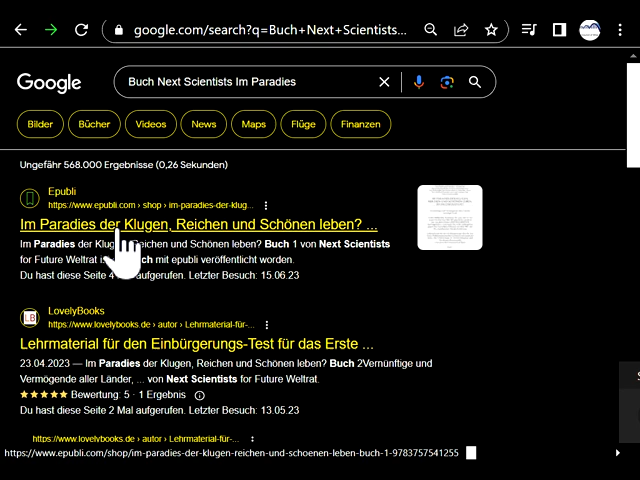 google.com/search?q=Buch+Next+Scientists...
Google
Buch Next Scientists Im Paradies
Bilder
Bücher
Videos
News
Maps
Flüge
Finanzen
Ungefähr 568.000 Ergebnisse (0,26 Sekunden)
Epubli
https://www.epubli.com › shop › im-paradies-der-klug...
Im Paradies der Klugen, Reichen und Schönen leben? ...
Im Paradies der Reichen und Schönen leben? Buch 1 von Next Scientists
for Future Weltrat mit epubli veröffentlicht worden.
Du hast diese Seite 4 aufgerufen. Letzter Besuch: 15.06.23
LovelyBooks
LB
https://www.lovelybooks.de › autor › Lehrmaterial-für-...
Lehrmaterial für den Einbürgerungs-Test für das Erste ...
23.04.2023 — Im Paradies der Klugen, Reichen und Schönen leben? Buch 2Vernünftige und
Vermögende aller Länder, ... von Next Scientists for Future Weltrat.
Bewertung: 5 · 1 Ergebnis
Du hast diese Seite 2 Mal aufgerufen. Letzter Besuch: 13.05.23
https://www.lovelybooks.de › autor › Lehrmaterial-für-...
https://www.epubli.com/shop/im-paradies-der-klugen-reichen-und-schoenen-leben-buch-1-9783757541255